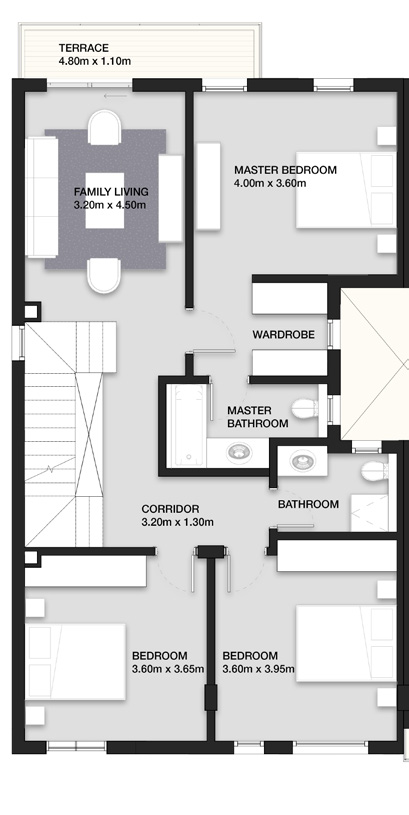 TERRACE
4.80m x 1.10m
FAMILY LIVING
3.20m x 4.50m
MASTER BEDROOM
4.00m x 3.60m
WARDROBE
MASTER
BATHROOM
BATHROOM
CORRIDOR
3.20m x 1.30m
BEDROOM
3.60m x 3.65m
BEDROOM
3.60m x 3.95m